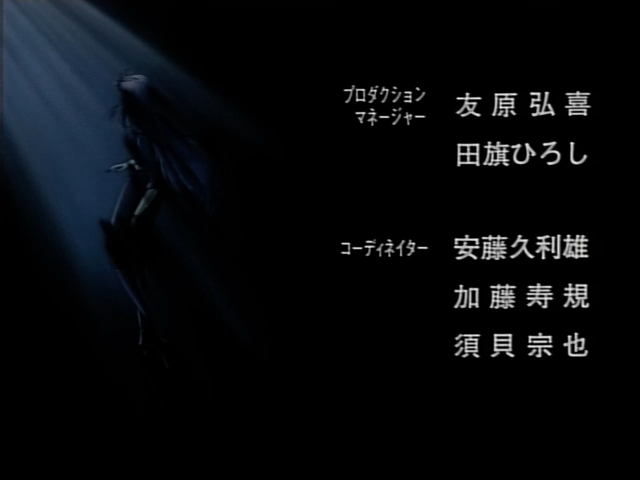 プロダクション
マネージャー
友原弘喜
田旗ひろし
コーディネイター
安藤久利雄
加藤寿規
須貝宗也